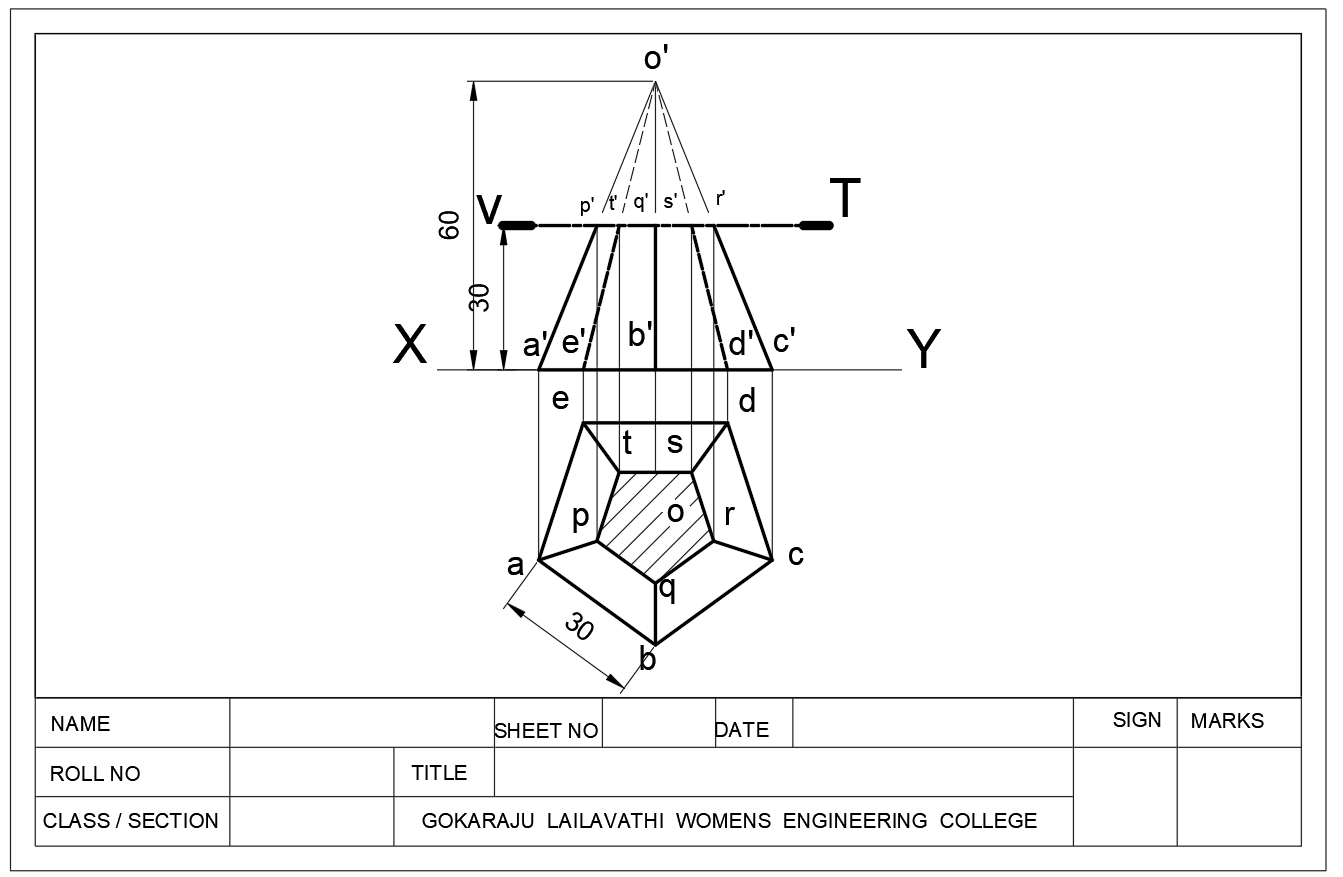 o'
V
T
p' t' q' s' r'
60
30
X
Y
a' e' b' d' c'
e
d
t s
p o r
a
c
q
30
b
NAME
SHEET NO
DATE
SIGN
MARKS
ROLL NO
TITLE
CLASS / SECTION
GOKARAJU LAILAVATHI WOMENS ENGINEERING COLLEGE